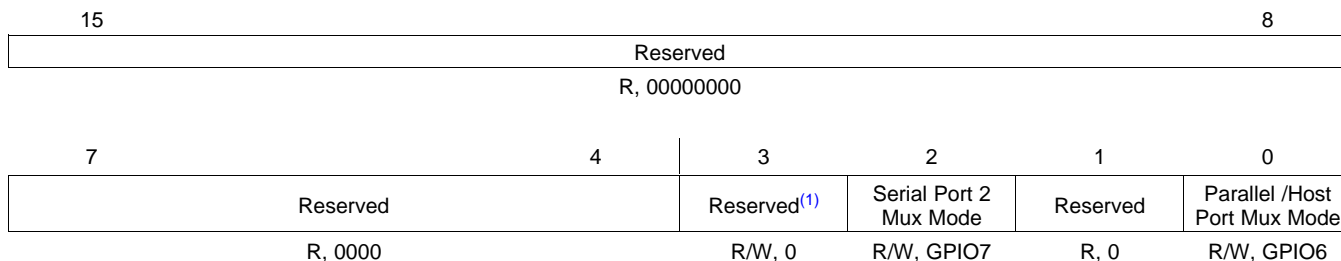 15 8
Reserved
R, 00000000
7 4 3 2 1 0
Reserved Reserved(1) Serial Port 2 Mux Mode Reserved Parallel /Host Port Mux Mode
R, 0000 R/W, 0 R/W, GPIO7 R, 0 R/W, GPIO6